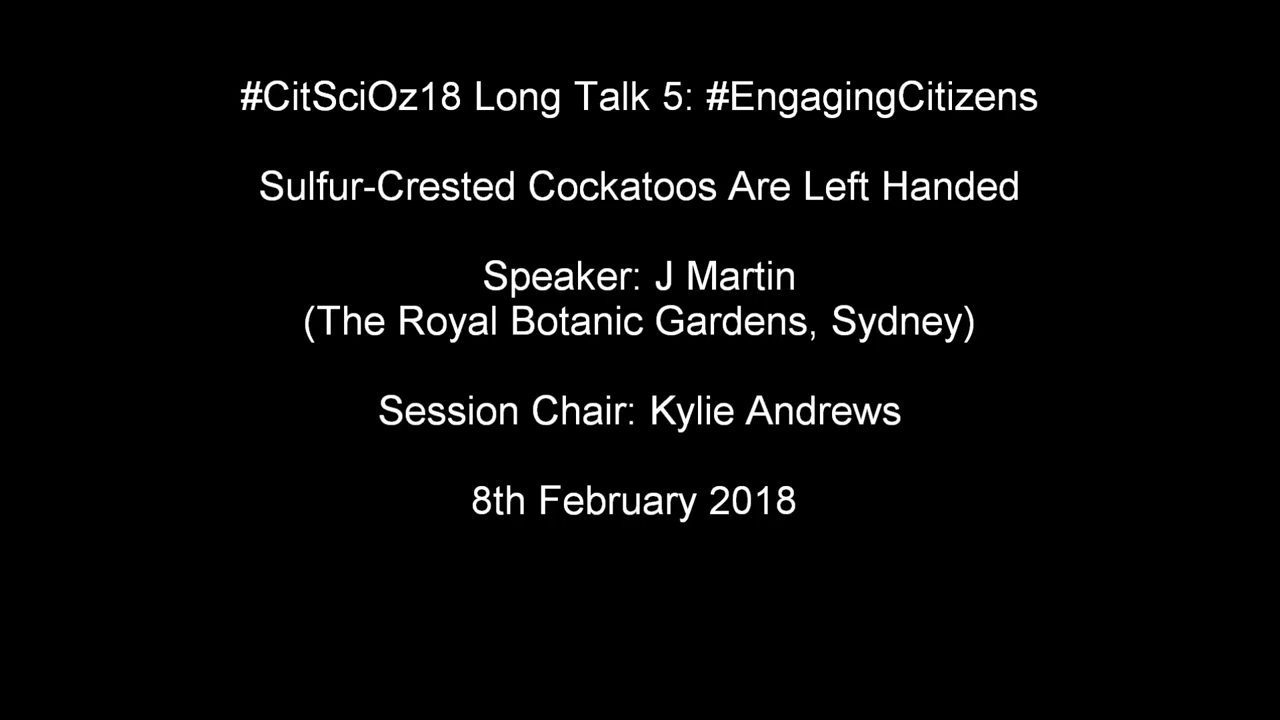 #CitSciOz18 Long Talk 5: #EngagingCitizens
Sulfur-Crested Cockatoos Are Left Handed
Speaker: J Martin
(The Royal Botanic Gardens, Sydney)
Session Chair: Kylie Andrews
8th February 2018